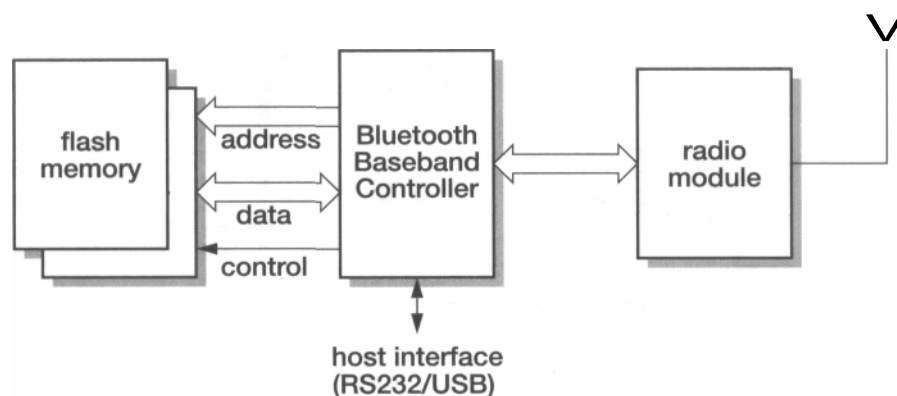 flash
memory
address
data
control
Bluetooth
Baseband
Controller
radio
module
host interface
(RS232/USB)